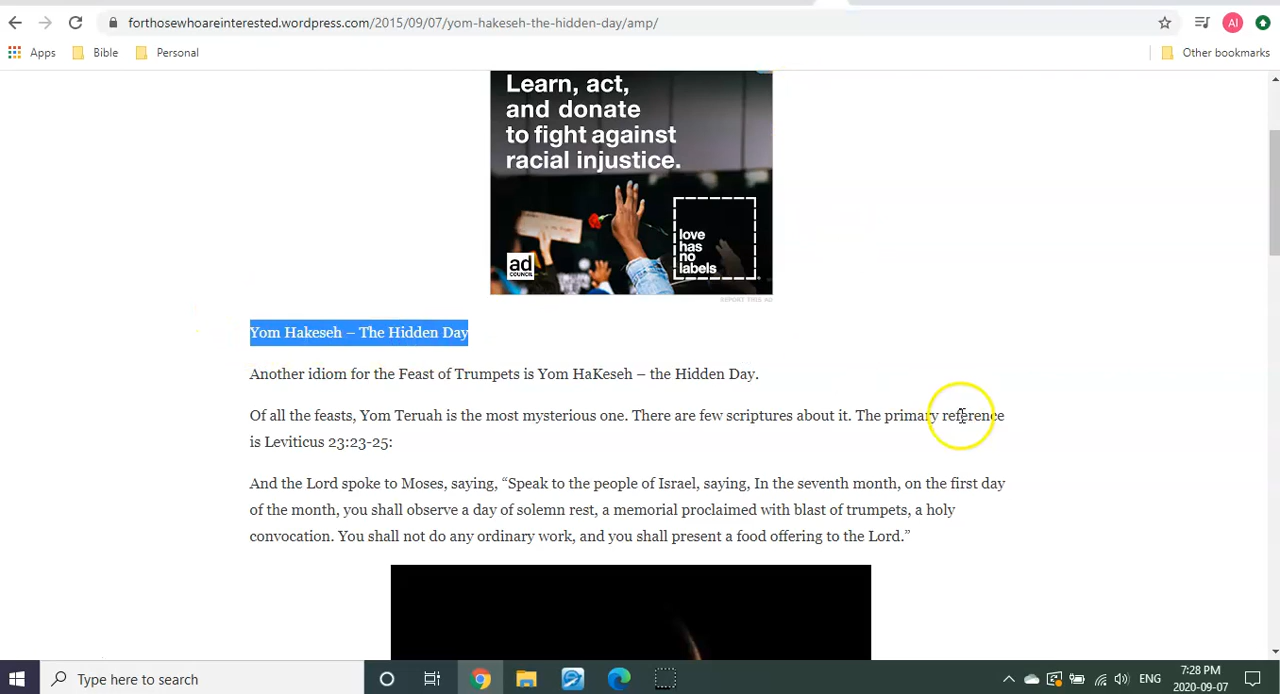 forthosewhoareinterested.wordpress.com/2015/09/07/yom-hakeseh-the-hidden-day/amp/
AI
Apps
Bible
Personal
Other bookmarks
Learn, act,
and donate
to fight against
racial injustice.
love
has
no
labels
ad
COUNCIL
REPORT THIS AD
Yom Hakeseh – The Hidden Day
Another idiom for the Feast of Trumpets is Yom HaKeseh – the Hidden Day.
Of all the feasts, Yom Teruah is the most mysterious one. There are few scriptures about it. The primary reference
is Leviticus 23:23-25:
And the Lord spoke to Moses, saying, “Speak to the people of Israel, saying, In the seventh month, on the first day
of the month, you shall observe a day of solemn rest, a memorial proclaimed with blast of trumpets, a holy
convocation. You shall not do any ordinary work, and you shall present a food offering to the Lord.”
Type here to search
ENG
7:28 PM
2020-09-07